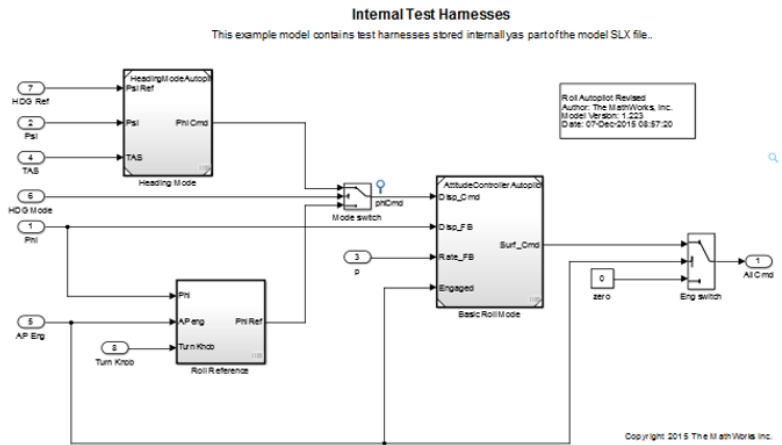 Internal Test Harnesses
This example model contains test harnesses stored internallyas part of the model SLX file..
HeadingModeAutopil
7
HDG Ref
Psi Ref
2
Psi
Psi
Phi Cmd
4
TAS
TAS
Heading Mode
Roll Autopilot Revised
Author: The MathWorks, Inc.
Model Version: 1.223
Date: 07-Dec-2015 08:57:20
6
HDG Mode
Mode switch
phiCmd
AttitudeController Autopilot
Disp_Cmd
1
Phi
Disp_FB
Surf_Cmd
3
p
Rate_FB
Engaged
Basic Roll Mode
0
zero
Eng switch
1
Ail Cmd
Phi
5
AP Eng
AP eng
Phi Ref
8
Turn Knob
Turn Knob
Roll Reference
Copyright 2015 The MathWorks Inc.